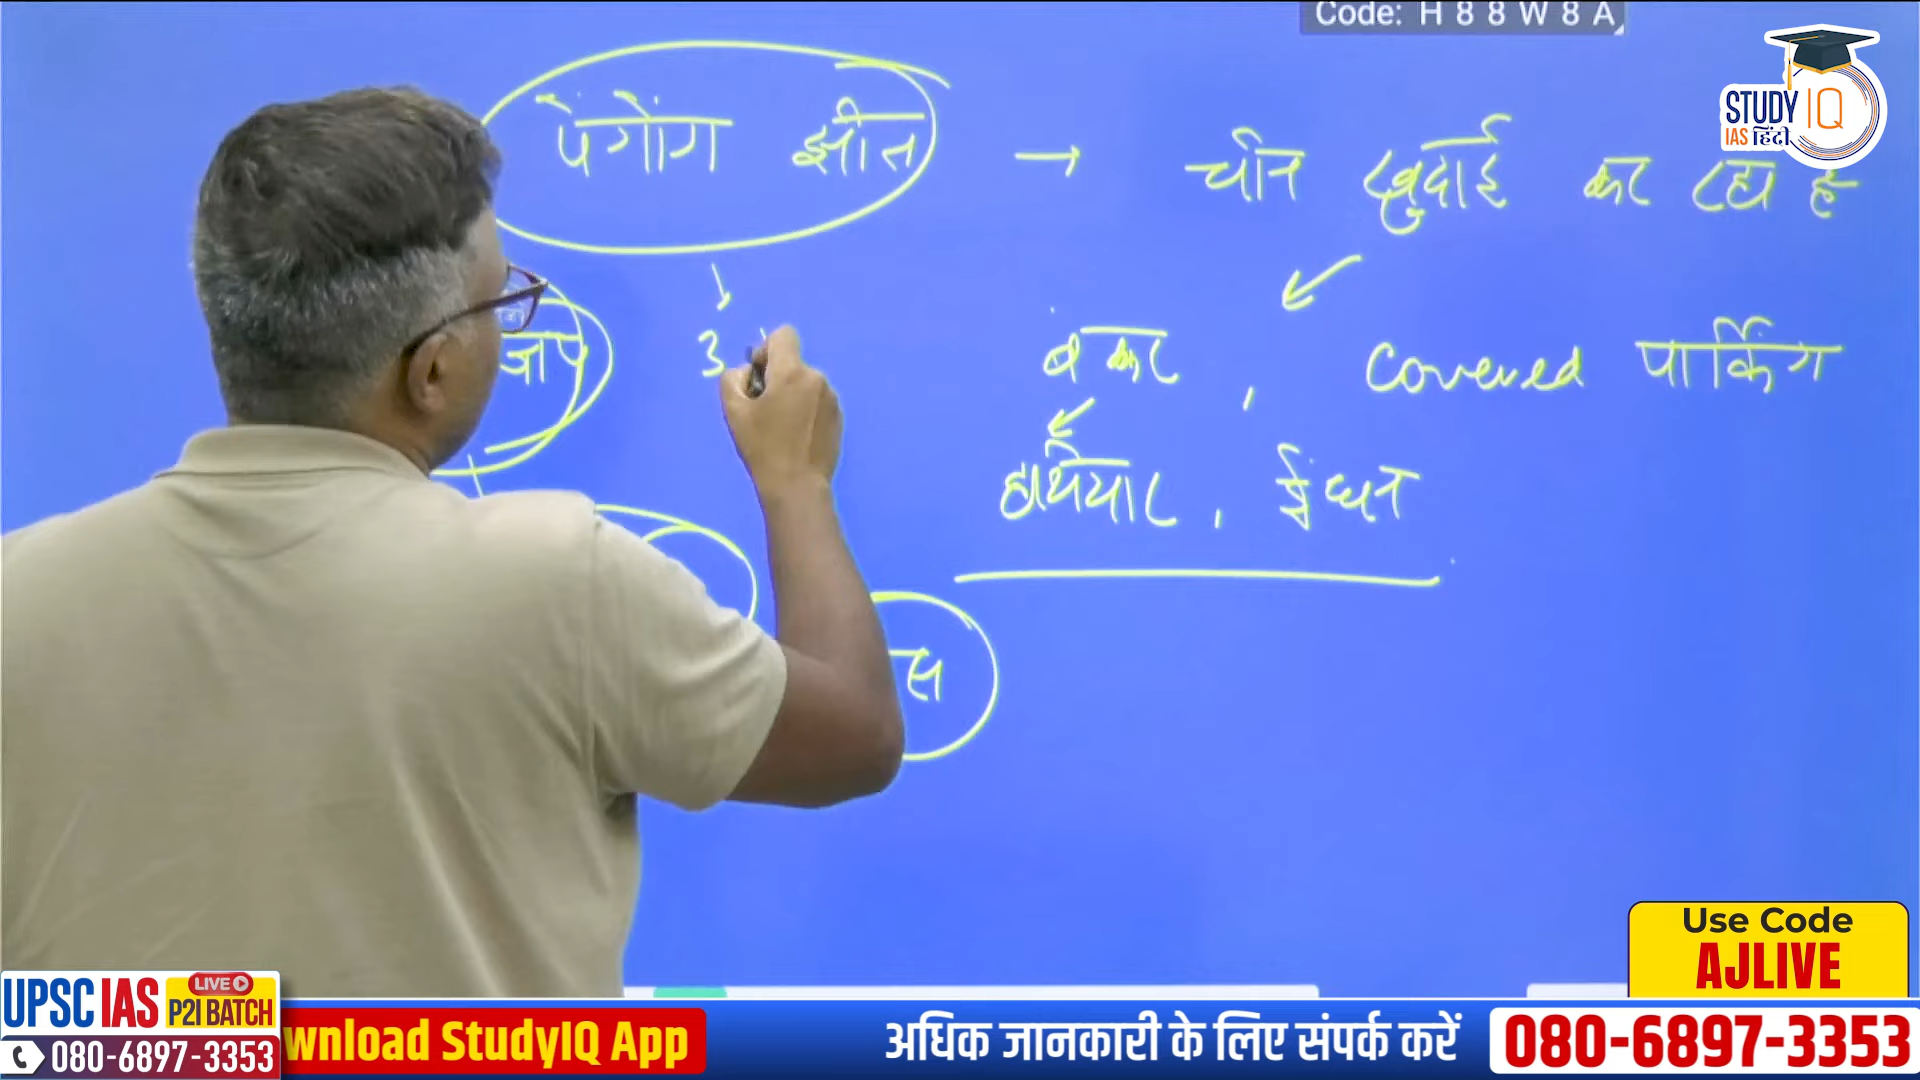 Code: H 8 8 W 8 A
STUDY IQ
IAS हिंदी
पेंगोंग झील → चीन खुदाई कर रहा है
बंकर , Covered पार्किंग
3
हथियार , ईंधन
Use Code
AJLIVE
UPSC IAS LIVE P2I BATCH
080-6897-3353
wnload StudyIQ App
अधिक जानकारी के लिए संपर्क करें
080-6897-3353